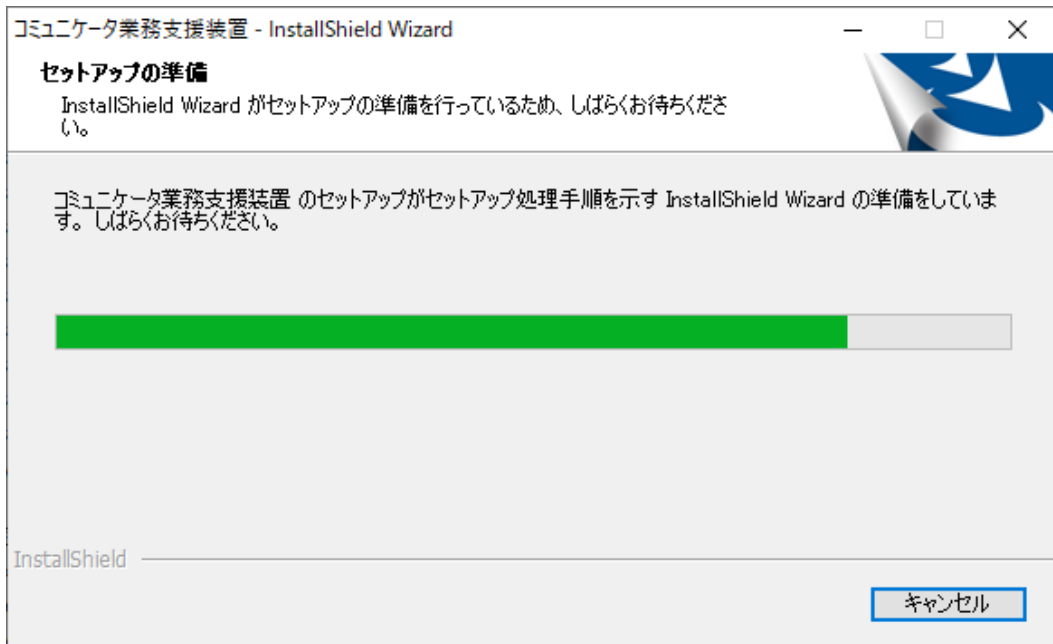 コミュニケータ業務支援装置 - InstallShield Wizard
セットアップの準備
InstallShield Wizard がセットアップの準備を行っているため、しばらくお待ちくださ
い。
コミュニケータ業務支援装置 のセットアップがセットアップ処理手順を示す InstallShield Wizard の準備をしていま
す。しばらくお待ちください。
InstallShield
キャンセル